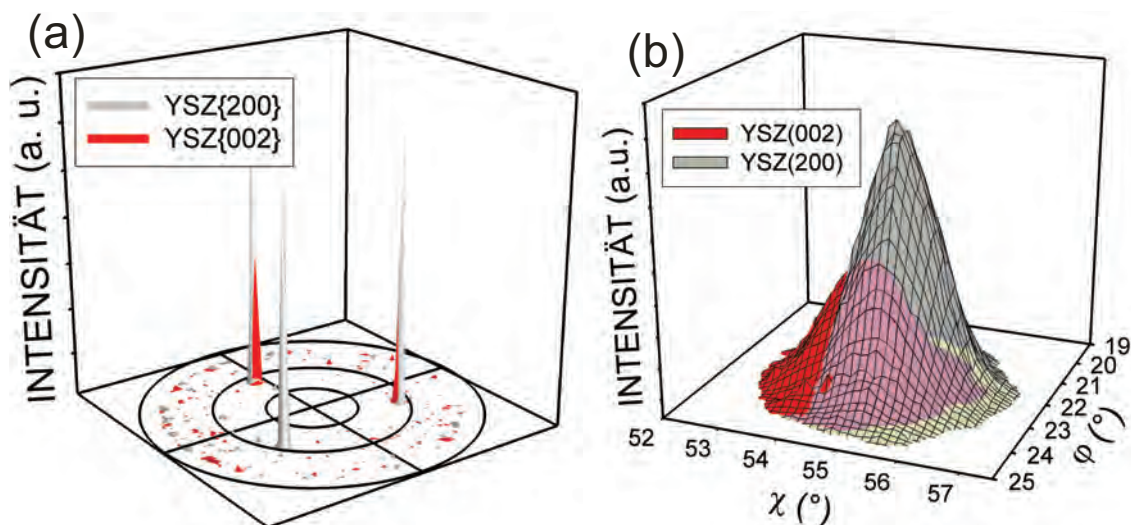 (a)
YSZ{200}
YSZ{002}
INTENSITÄT (a. u.)
(b)
YSZ(002)
YSZ(200)
INTENSITÄT (a.u.)
52
53
54
55
56
57
χ (°)
19
20
21
22
23
24
25
φ (°)